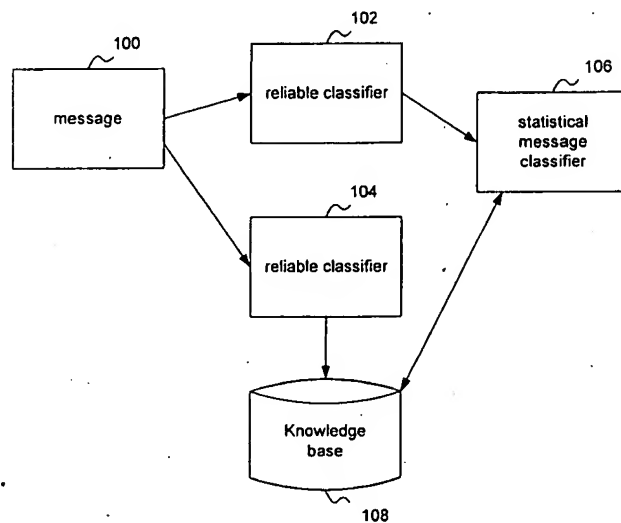 102
100
106
reliable classifier
message
statistical
message
classifier
104
reliable classifier
Knowledge
base
108